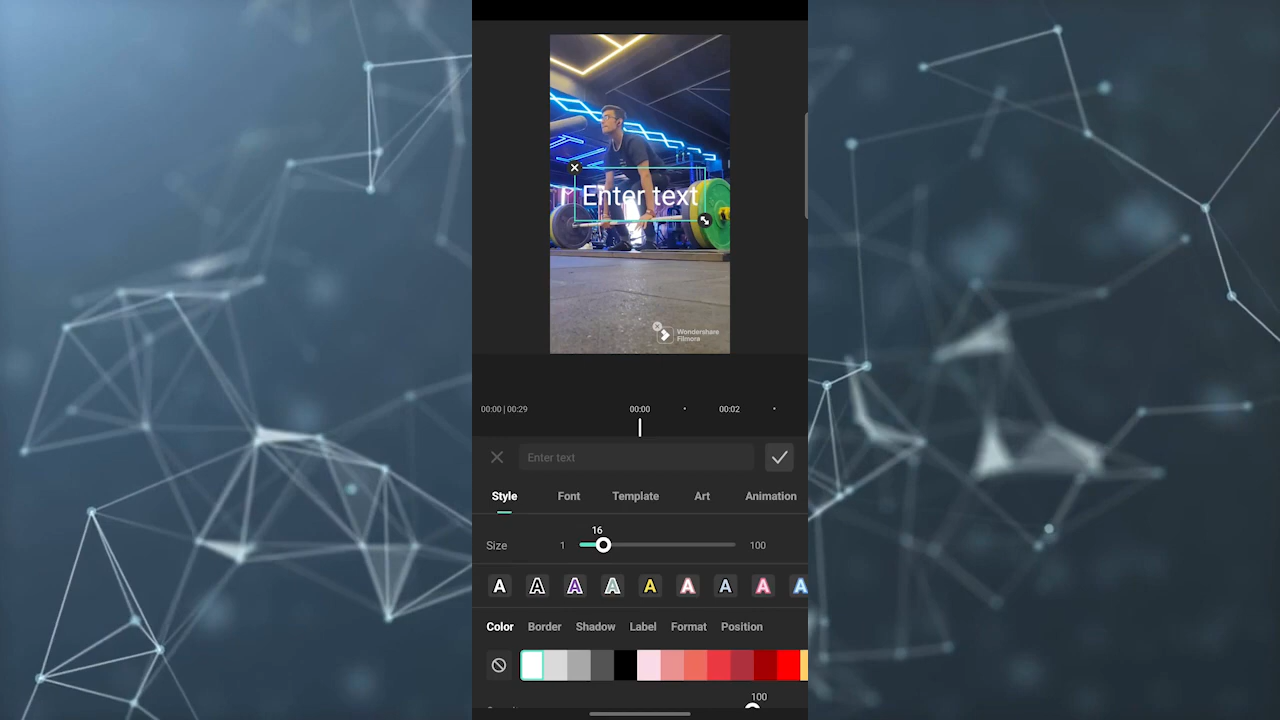 Enter text
Wondershare
Filmora
00:00 | 00:29
00:00
00:02
Enter text
Style
Font
Template
Art
Animation
16
Size
1
100
A A A A A A A A A
Color
Border
Shadow
Label
Format
Position
100